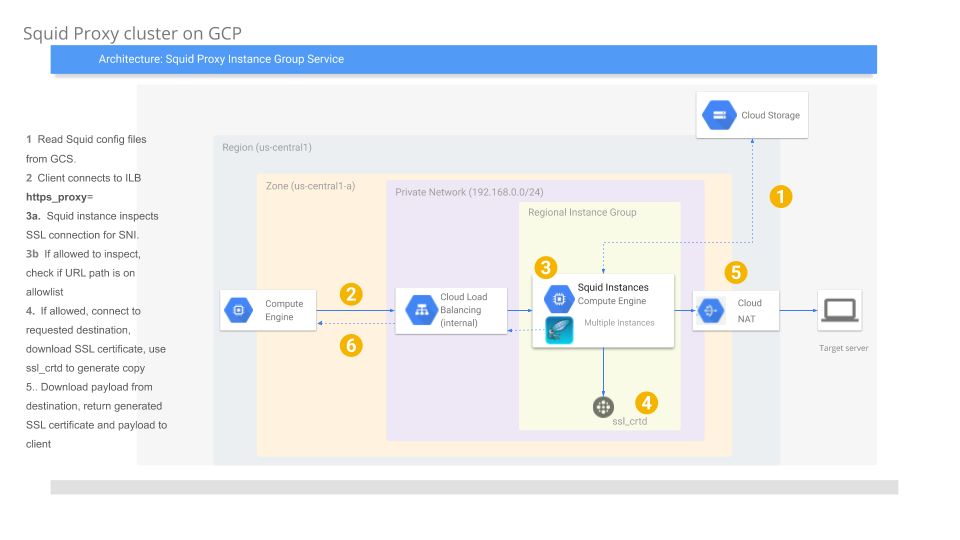 Squid Proxy cluster on GCP
Architecture: Squid Proxy Instance Group Service
1 Read Squid config files
from GCS.
2 Client connects to ILB
https_proxy=
3a. Squid instance inspects
SSL connection for SNI.
3b If allowed to inspect,
check if URL path is on
allowlist
4. If allowed, connect to
requested destination,
download SSL certificate, use
ssl_crtd to generate copy
5.. Download payload from
destination, return generated
SSL certificate and payload to
client
Cloud Storage
Region (us-central1)
Zone (us-central1-a)
Private Network (192.168.0.0/24)
Regional Instance Group
1
2
3
4
5
6
Compute
Engine
Cloud Load
Balancing
(internal)
Squid Instances
Compute Engine
Multiple Instances
ssl_crtd
Cloud
NAT
Target server